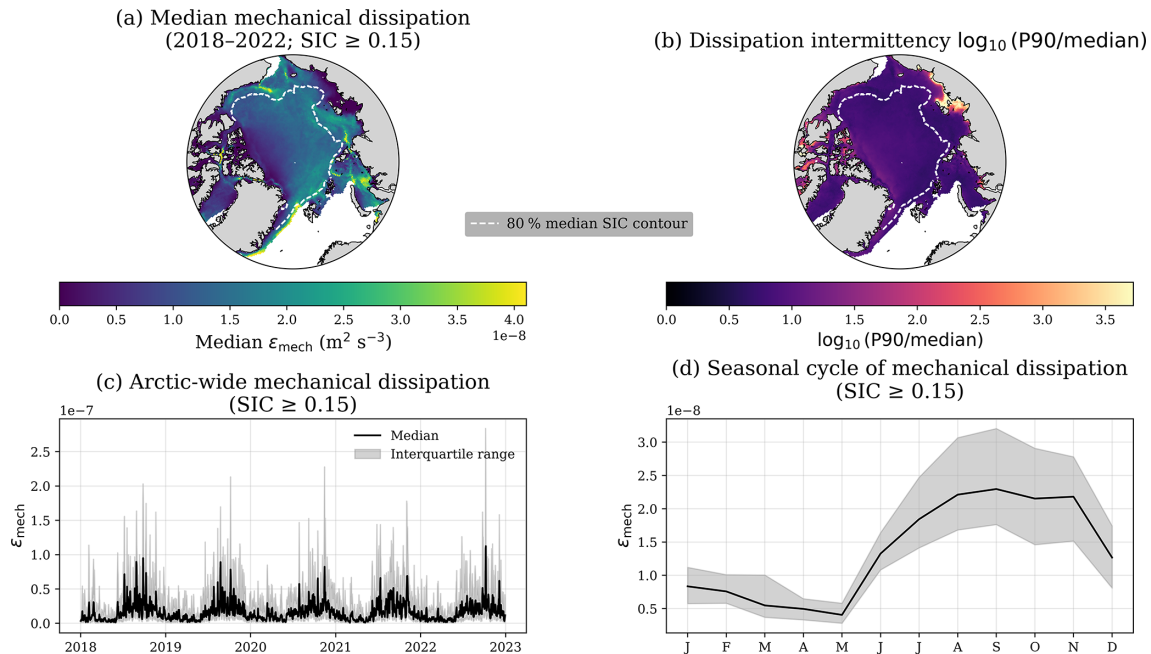 (a) Median mechanical dissipation
(2018–2022; SIC ≥ 0.15)
(b) Dissipation intermittency log₁₀ (P90/median)
80 % median SIC contour
0.0 0.5 1.0 1.5 2.0 2.5 3.0 3.5 4.0
1e−8
Median ε_mech (m² s⁻³)
0.0 0.5 1.0 1.5 2.0 2.5 3.0 3.5
log₁₀ (P90/median)
(c) Arctic-wide mechanical dissipation
(SIC ≥ 0.15)
1e−7
Median
Interquartile range
2.5
2.0
1.5
1.0
0.5
0.0
ε_mech
2018 2019 2020 2021 2022 2023
(d) Seasonal cycle of mechanical dissipation
(SIC ≥ 0.15)
1e−8
3.0
2.5
2.0
1.5
1.0
0.5
ε_mech
J F M A M J J A S O N D